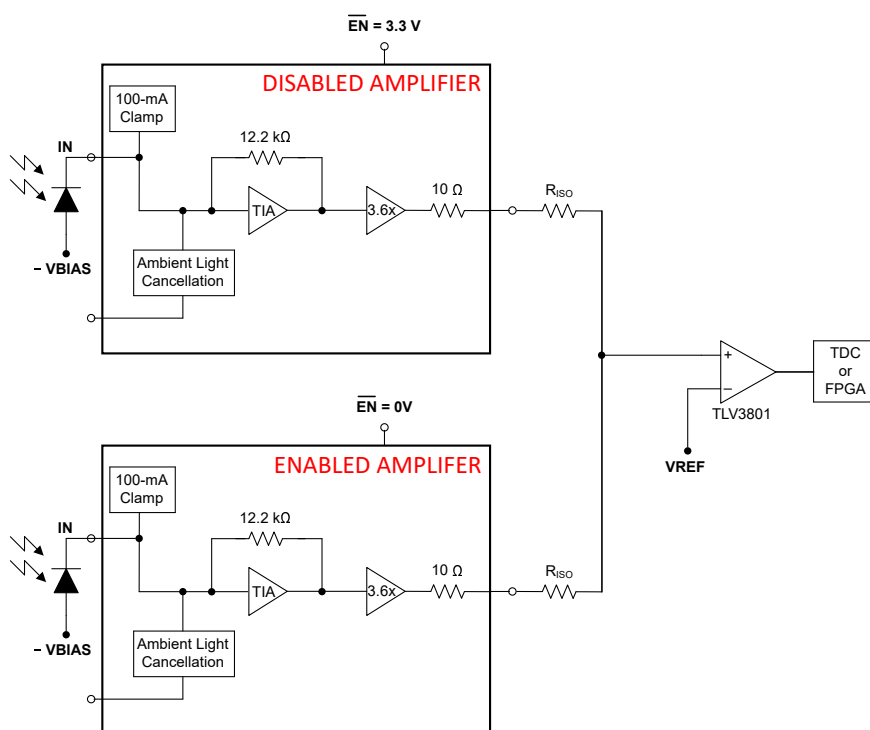 EN = 3.3 V
DISABLED AMPLIFIER
100-mA
Clamp
IN
12.2 kΩ
TIA
3.6x
10 Ω
RISO
Ambient Light
Cancellation
– VBIAS
+
–
TLV3801
VREF
TDC
or
FPGA
EN = 0V
ENABLED AMPLIFER
100-mA
Clamp
IN
12.2 kΩ
TIA
3.6x
10 Ω
RISO
Ambient Light
Cancellation
– VBIAS